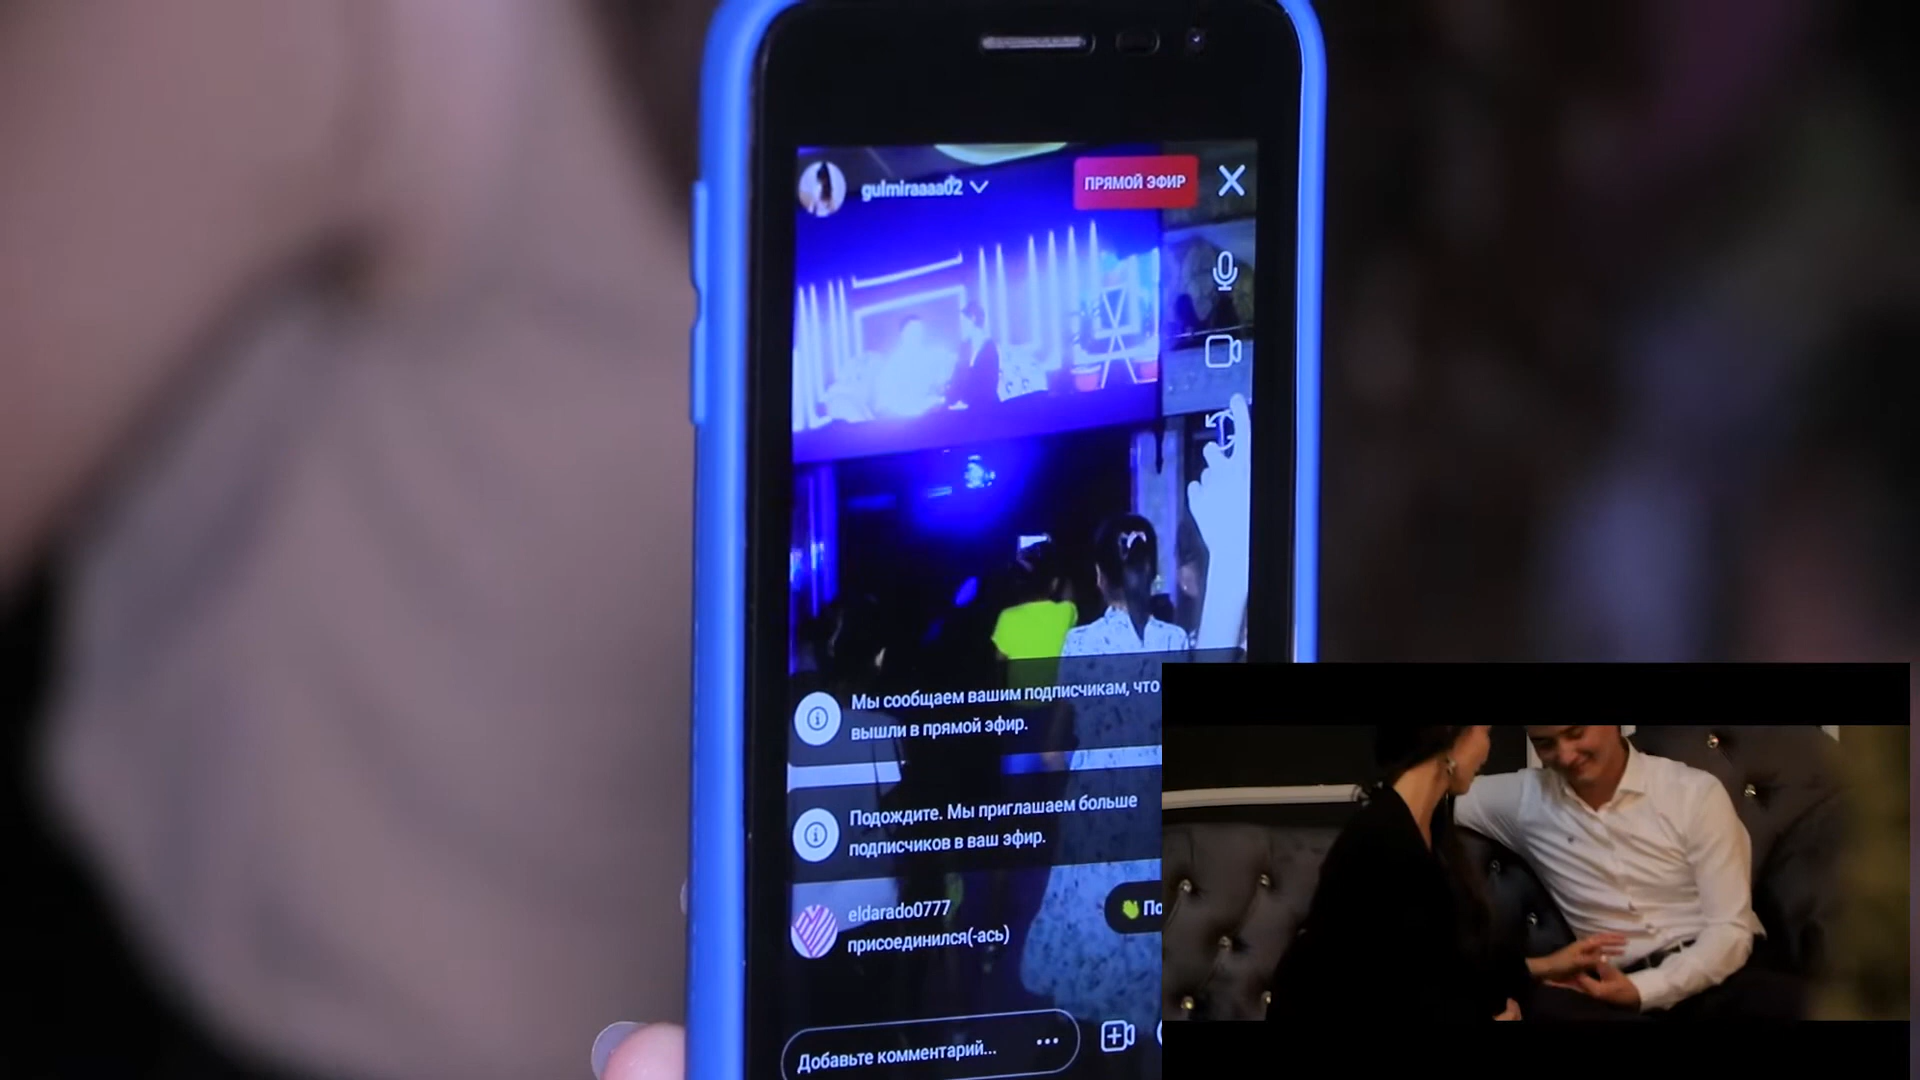 gulmiraaaa02
ПРЯМОЙ ЭФИР
Мы сообщаем вашим подписчикам, что
вышли в прямой эфир.
Подождите. Мы приглашаем больше
подписчиков в ваш эфир.
eldarado0777
присоединился(-ась)
Добавьте комментарий...